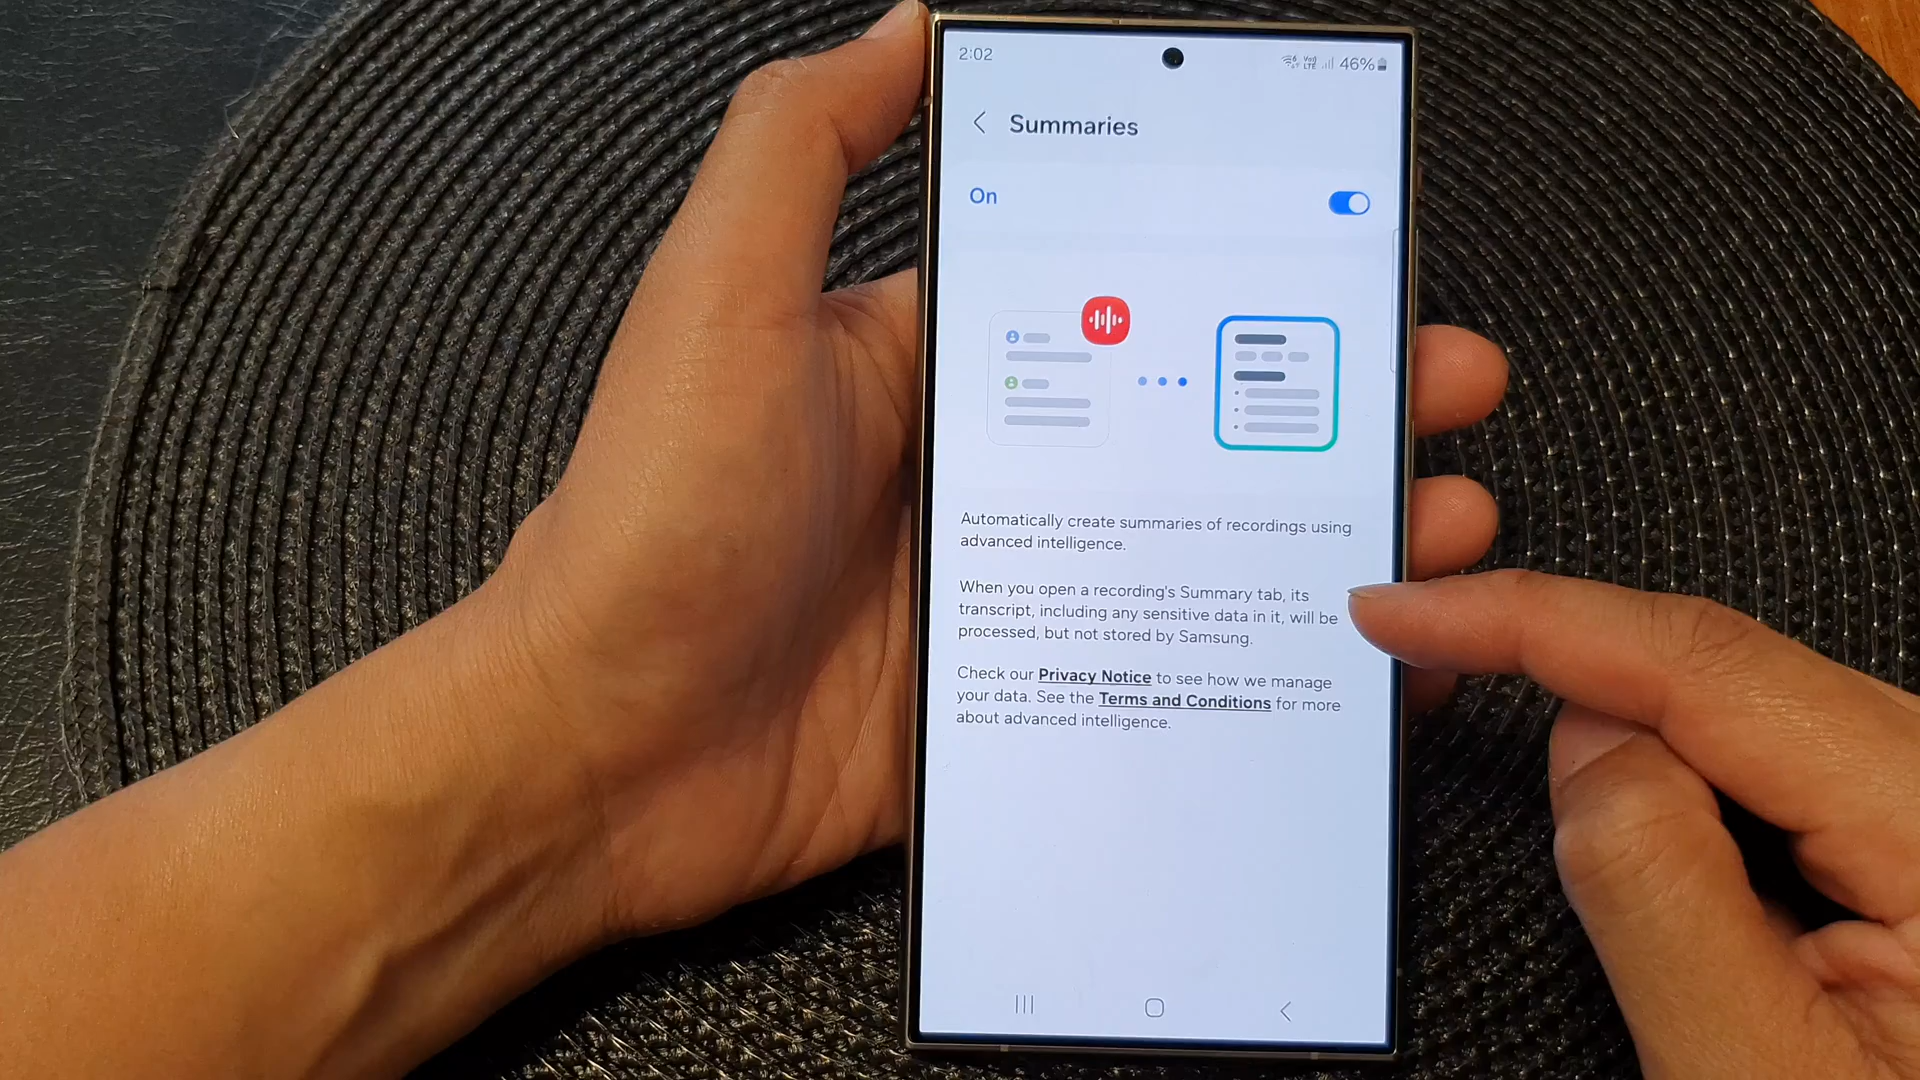 2:02
Vo) LTE 46%
Summaries
On
Automatically create summaries of recordings using
advanced intelligence.
When you open a recording's Summary tab, its
transcript, including any sensitive data in it, will be
processed, but not stored by Samsung.
Check our Privacy Notice to see how we manage
your data. See the Terms and Conditions for more
about advanced intelligence.